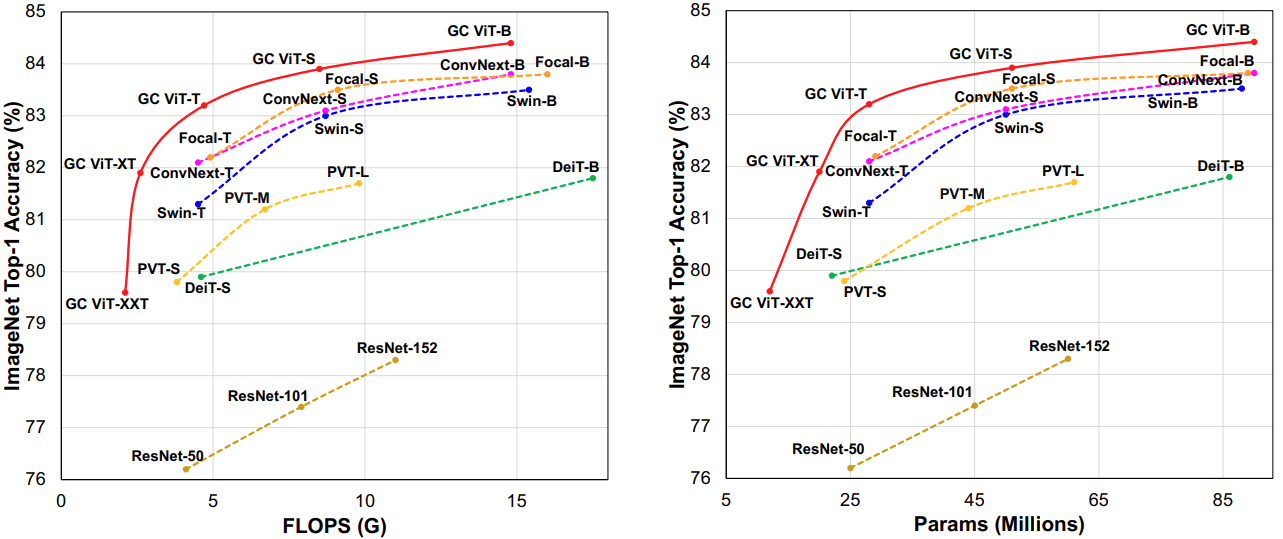 85
84
83
82
81
80
79
78
77
76
0
5
10
15
FLOPS (G)
ImageNet Top-1 Accuracy (%)
GC ViT-B
GC ViT-S
ConvNext-B
Focal-B
Focal-S
GC ViT-T
ConvNext-S
Swin-B
Swin-S
Focal-T
GC ViT-XT
ConvNext-T
DeiT-B
PVT-L
PVT-M
Swin-T
PVT-S
DeiT-S
GC ViT-XXT
ResNet-152
ResNet-101
ResNet-50
85
84
83
82
81
80
79
78
77
76
5
25
45
65
85
Params (Millions)
ImageNet Top-1 Accuracy (%)
GC ViT-B
GC ViT-S
Focal-B
Focal-S
ConvNext-B
GC ViT-T
ConvNext-S
Swin-B
Swin-S
Focal-T
GC ViT-XT
ConvNext-T
DeiT-B
PVT-L
PVT-M
Swin-T
DeiT-S
PVT-S
GC ViT-XXT
ResNet-152
ResNet-101
ResNet-50